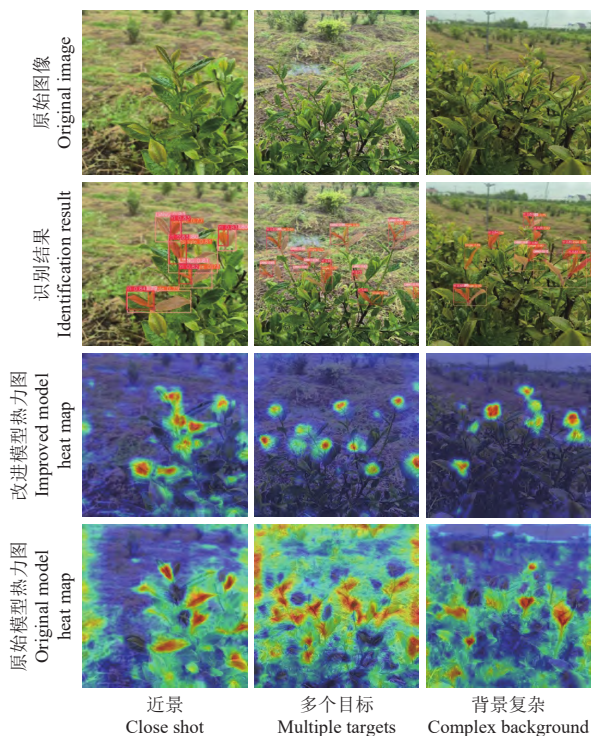 原始图像
Original image
识别结果
Identification result
改进模型热力图
Improved model
heat map
原始模型热力图
Original model
heat map
近景
Close shot
多个目标
Multiple targets
背景复杂
Complex background